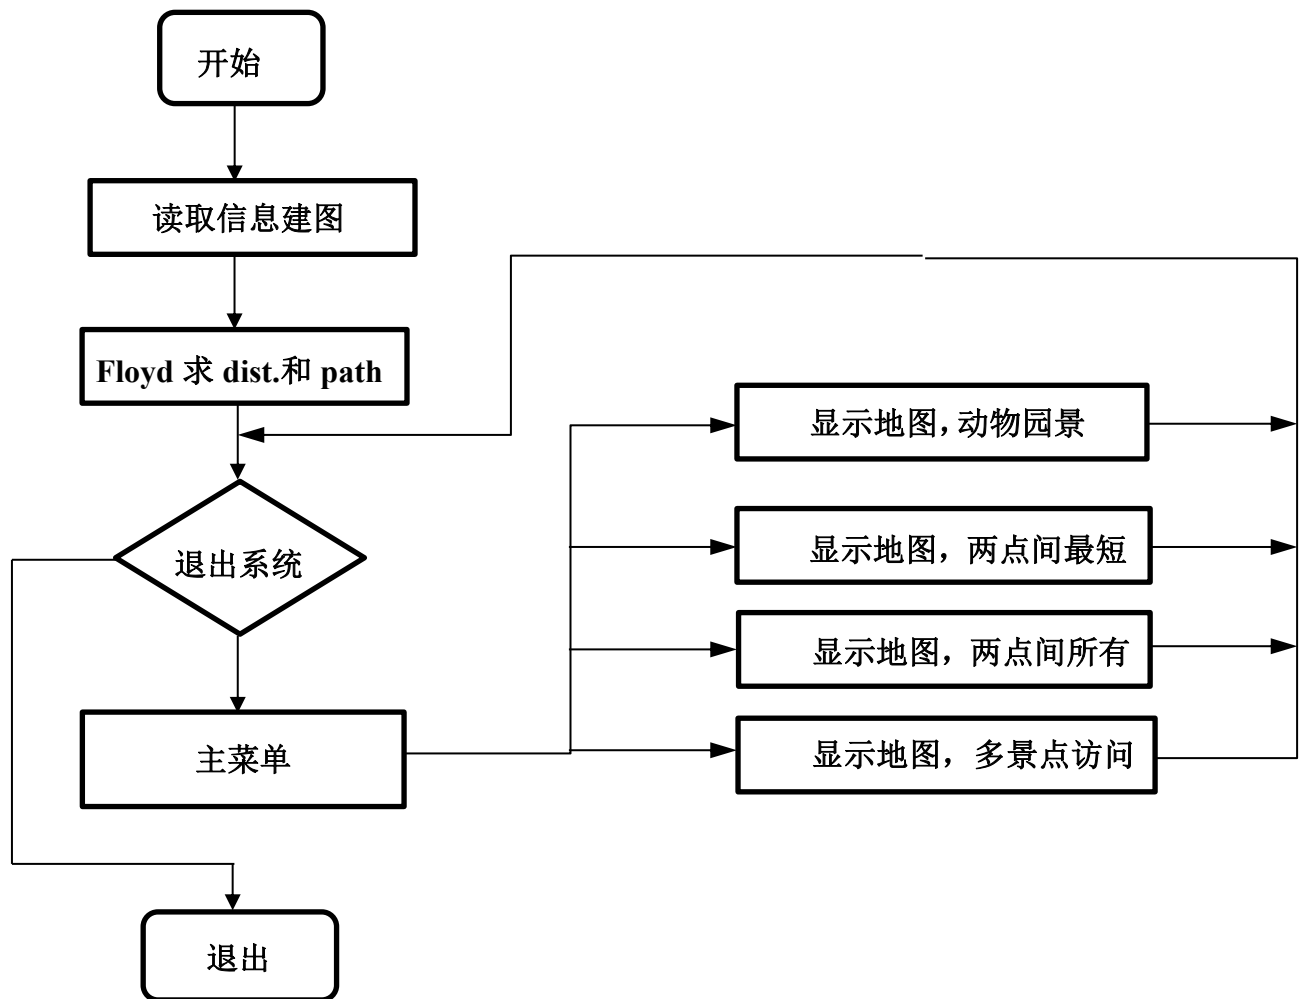 开始
读取信息建图
Floyd 求 dist.和 path
显示地图，动物园景
显示地图，两点间最短
退出系统
显示地图，两点间所有
主菜单
显示地图，多景点访问
退出